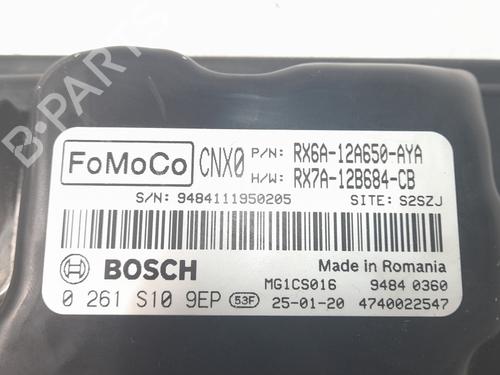 B-PARTS
FoMoCo CNX0 P/N: RX6A-12A650-AYA
H/W: RX7A-12B684-CB
S/N: 9484111950205 SITE: S2SZJ
BOSCH Made in Romania
MG1CS016 9484 0360
0 261 S10 9EP 53F 25-01-20 4740022547